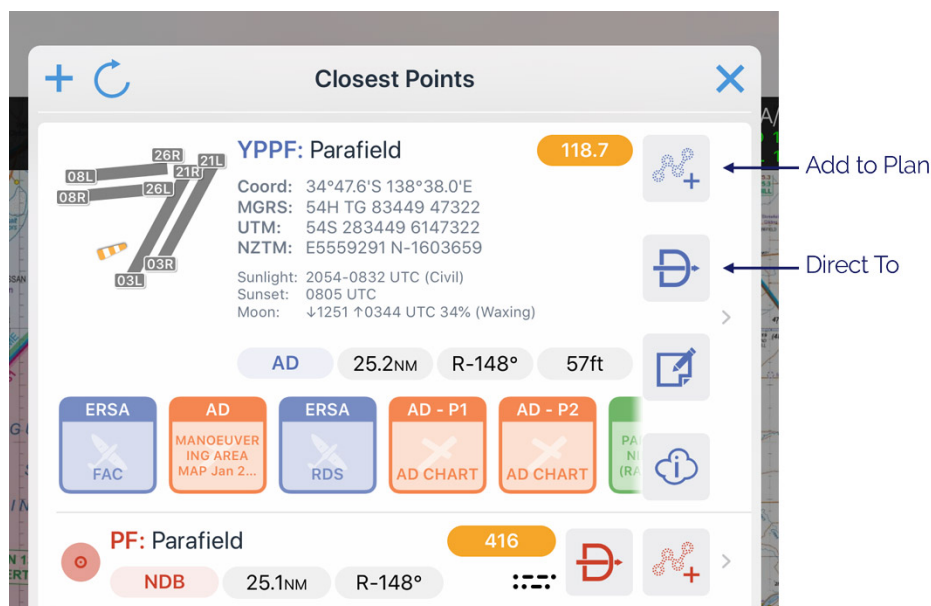 Closest Points
YPPF: Parafield
118.7
Add to Plan
26R
21L
08L
21R
26L
08R
03R
03L
Coord: 34°47.6'S 138°38.0'E
MGRS: 54H TG 83449 47322
UTM: 54S 283449 6147322
NZTM: E5559291 N-1603659
Direct To
Sunlight: 2054-0832 UTC (Civil)
Sunset: 0805 UTC
Moon: ↓1251 ↑0344 UTC 34% (Waxing)
AD
25.2NM
R-148°
57ft
ERSA
FAC
AD
MANOEUVER
ING AREA
MAP Jan 2...
ERSA
RDS
AD - P1
AD CHART
AD - P2
AD CHART
PF: Parafield
416
NDB
25.1NM
R-148°